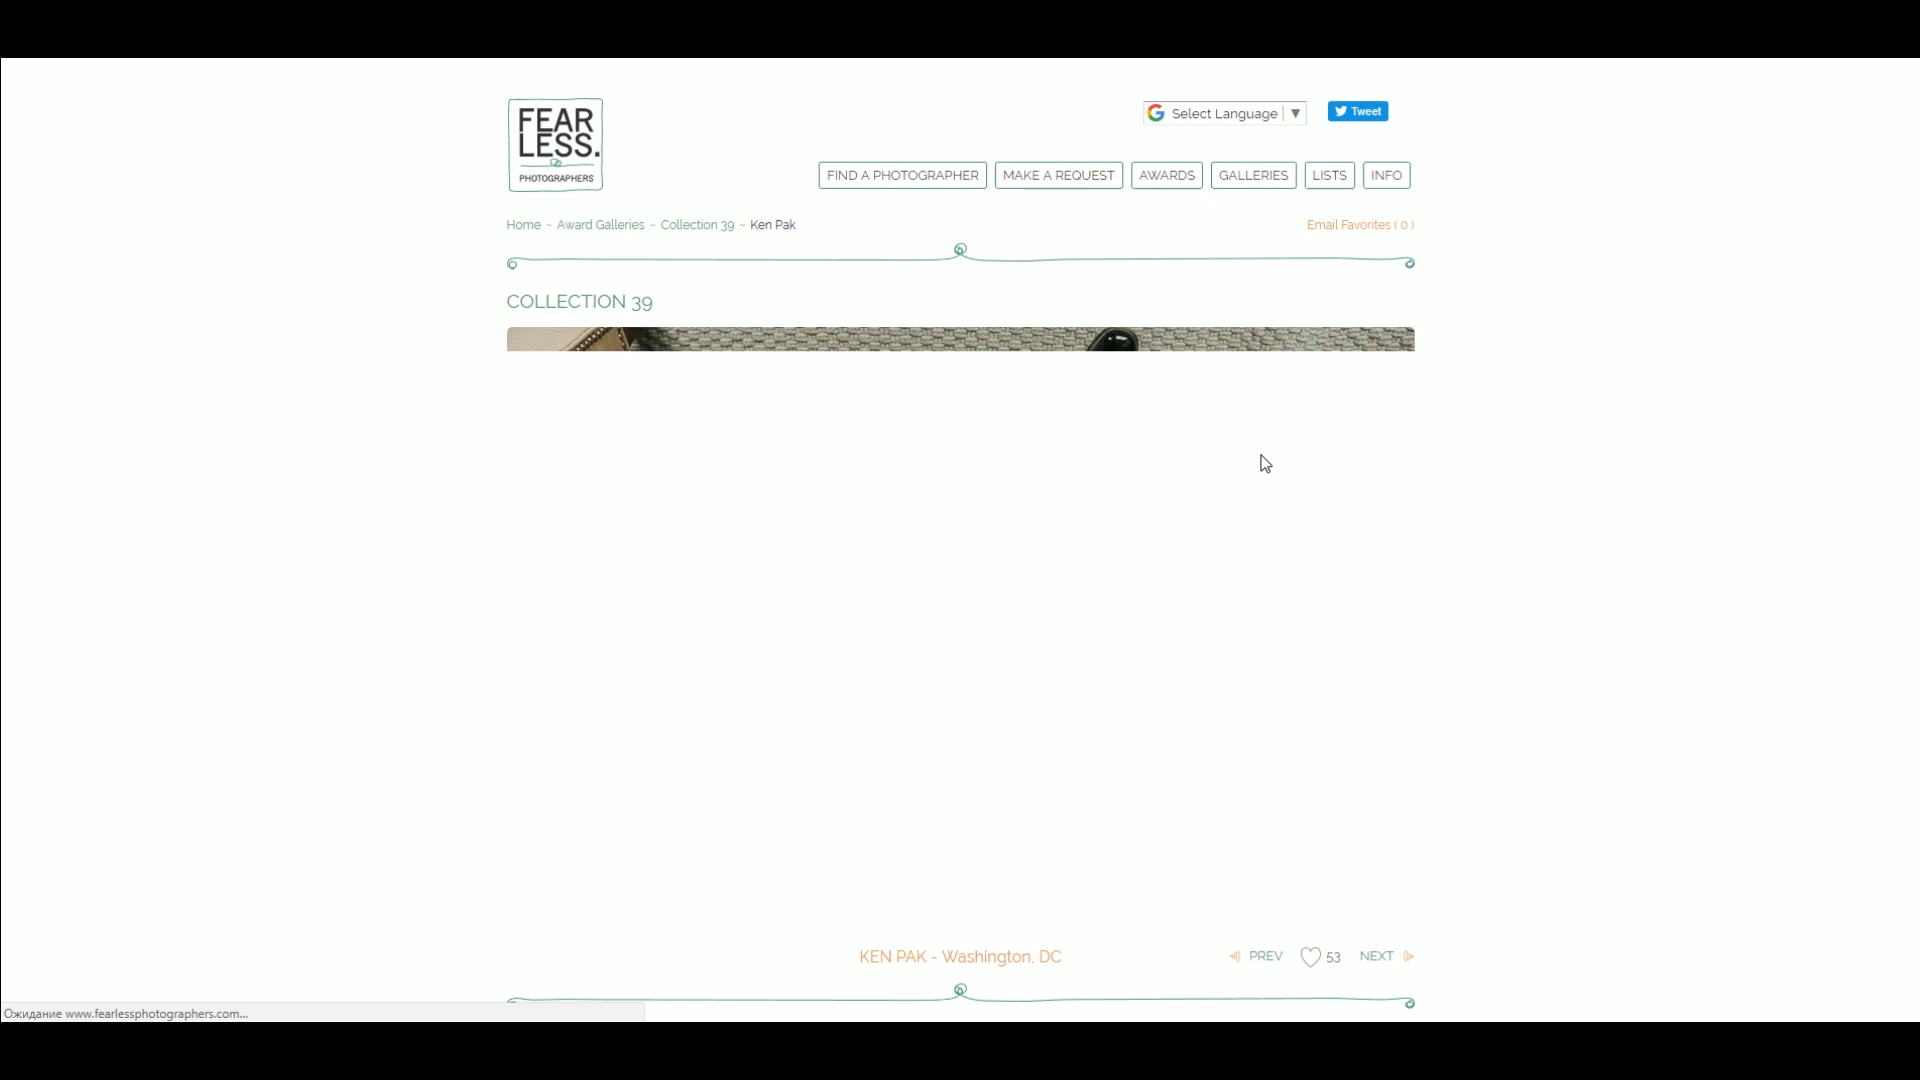 FEAR
LESS.
PHOTOGRAPHERS
Select Language ▼
Tweet
FIND A PHOTOGRAPHER
MAKE A REQUEST
AWARDS
GALLERIES
LISTS
INFO
Home ~ Award Galleries ~ Collection 39 ~ Ken Pak
Email Favorites ( 0 )
COLLECTION 39
KEN PAK - Washington, DC
PREV
53
NEXT
Ожидание www.fearlessphotographers.com...